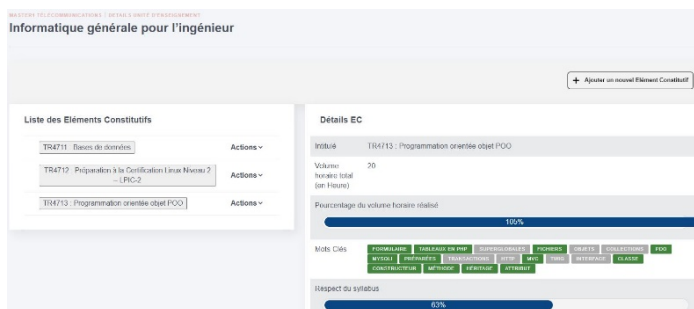 MASTERE TÉLÉCOMMUNICATIONS / DÉTAILS UNITÉ D'ENSEIGNEMENT
Informatique générale pour l'ingénieur
+ Ajouter un nouvel Elément Constitutif
Liste des Eléments Constitutifs
TR4711 : Bases de données Actions
TR4712 : Préparation à la Certification Linux Niveau 2
– LPIC-2 Actions
TR4713 : Programmation orientée objet POO Actions
Détails EC
Intitulé TR4713 : Programmation orientée objet POO
Volume 20
horaire total
(en Heure)
Pourcentage du volume horaire réalisé
105%
Mots Clés FORMULAIRE TABLEAUX EN PHP SUPERGLOBALES FICHIERS OBJETS COLLECTIONS PDO
MYSQLI PRÉPARÉES TRANSACTIONS HTTP MVC TWIG INTERFACE CLASSE
CONSTRUCTEUR MÉTHODE HÉRITAGE ATTRIBUT
Respect du syllabus
63%